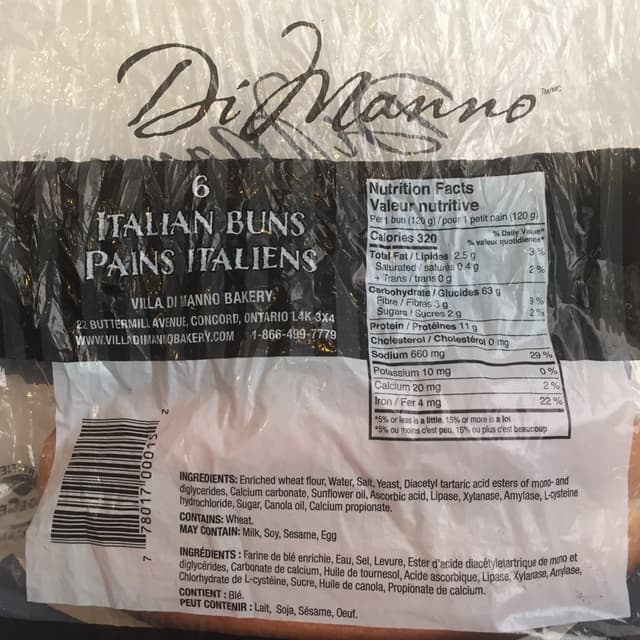 DiManno TM/MC
6
ITALIAN BUNS
PAINS ITALIENS
VILLA DI MANNO BAKERY
22 BUTTERMILL AVENUE, CONCORD, ONTARIO L4K 3X4
WWW.VILLADIMANNOBAKERY.COM 1-866-499-7779
Nutrition Facts
Valeur nutritive
Per 1 bun (120 g) / pour 1 petit pain (120 g)
Calories 320
% Daily Value*
% valeur quotidienne*
Total Fat / Lipides 2.5 g 3 %
Saturated / saturés 0.4 g
+ Trans / trans 0 g 2 %
Carbohydrate / Glucides 63 g
Fibre / Fibres 3 g 9 %
Sugars / Sucres 2 g 2 %
Protein / Protéines 11 g
Cholesterol / Cholestérol 0 mg
Sodium 660 mg 29 %
Potassium 10 mg 0 %
Calcium 20 mg 2 %
Iron / Fer 4 mg 22 %
*5% or less is a little, 15% or more is a lot
*5% ou moins c'est peu, 15% ou plus c'est beaucoup
INGREDIENTS: Enriched wheat flour, Water, Salt, Yeast, Diacetyl tartaric acid esters of mono- and
diglycerides, Calcium carbonate, Sunflower oil, Ascorbic acid, Lipase, Xylanase, Amylase, L-cysteine
hydrochloride, Sugar, Canola oil, Calcium propionate.
CONTAINS: Wheat.
MAY CONTAIN: Milk, Soy, Sesame, Egg
INGRÉDIENTS : Farine de blé enrichie, Eau, Sel, Levure, Ester d'acide diacétyletartrique de mono et
diglycérides, Carbonate de calcium, Huile de tournesol, Acide ascorbique, Lipase, Xylanase, Amylase,
Chlorhydrate de L-cystéine, Sucre, Huile de canola, Propionate de calcium.
CONTIENT : Blé.
PEUT CONTENIR : Lait, Soja, Sésame, Oeuf.
7 78017 00015 2